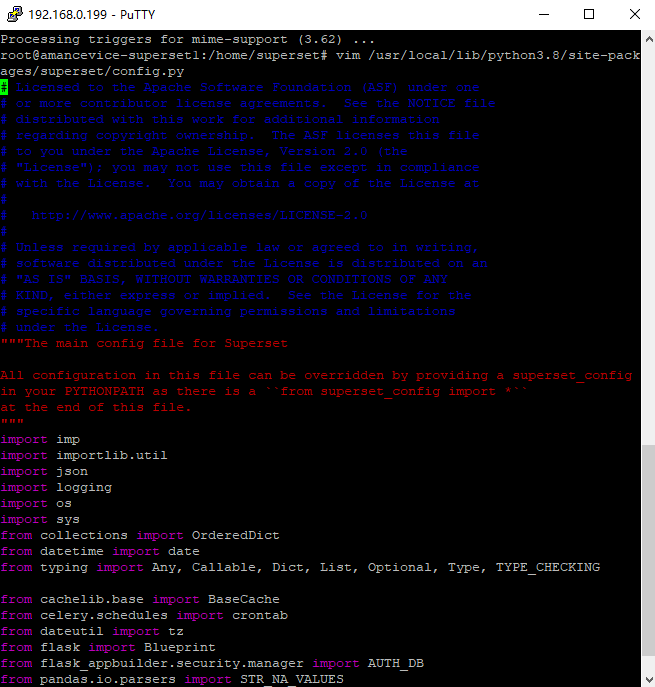 192.168.0.199 - PuTTY
Processing triggers for mime-support (3.62) ...
root@amancevice-superset1:/home/superset# vim /usr/local/lib/python3.8/site-pack
ages/superset/config.py
# Licensed to the Apache Software Foundation (ASF) under one
# or more contributor license agreements.  See the NOTICE file
# distributed with this work for additional information
# regarding copyright ownership.  The ASF licenses this file
# to you under the Apache License, Version 2.0 (the
# "License"); you may not use this file except in compliance
# with the License.  You may obtain a copy of the License at
#
#   http://www.apache.org/licenses/LICENSE-2.0
#
# Unless required by applicable law or agreed to in writing,
# software distributed under the License is distributed on an
# "AS IS" BASIS, WITHOUT WARRANTIES OR CONDITIONS OF ANY
# KIND, either express or implied.  See the License for the
# specific language governing permissions and limitations
# under the License.
"""The main config file for Superset

All configuration in this file can be overridden by providing a superset_config
in your PYTHONPATH as there is a ``from superset_config import *``
at the end of this file.
"""
import imp
import importlib.util
import json
import logging
import os
import sys
from collections import OrderedDict
from datetime import date
from typing import Any, Callable, Dict, List, Optional, Type, TYPE_CHECKING

from cachelib.base import BaseCache
from celery.schedules import crontab
from dateutil import tz
from flask import Blueprint
from flask_appbuilder.security.manager import AUTH_DB
from pandas.io.parsers import STR_NA_VALUES